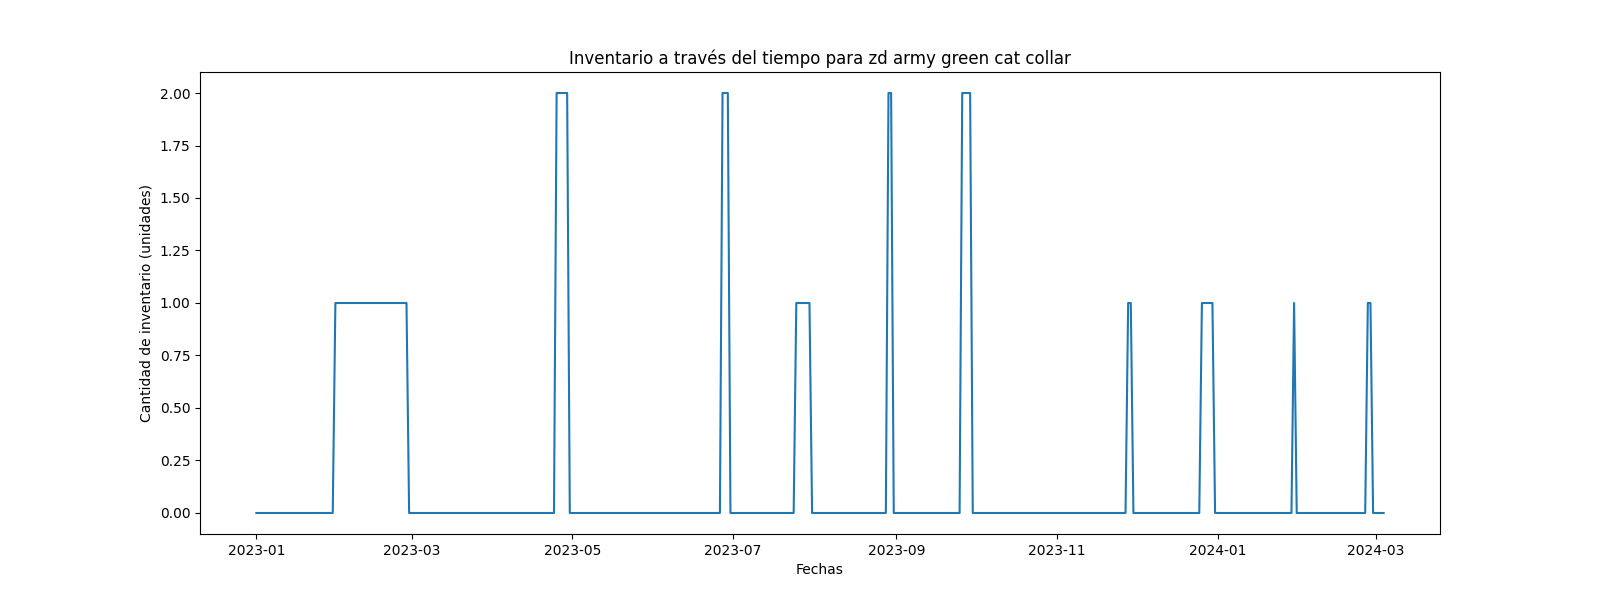 Inventario a través del tiempo para zd army green cat collar
Cantidad de inventario (unidades)
2.00
1.75
1.50
1.25
1.00
0.75
0.50
0.25
0.00
2023-01 2023-03 2023-05 2023-07 2023-09 2023-11 2024-01 2024-03
Fechas